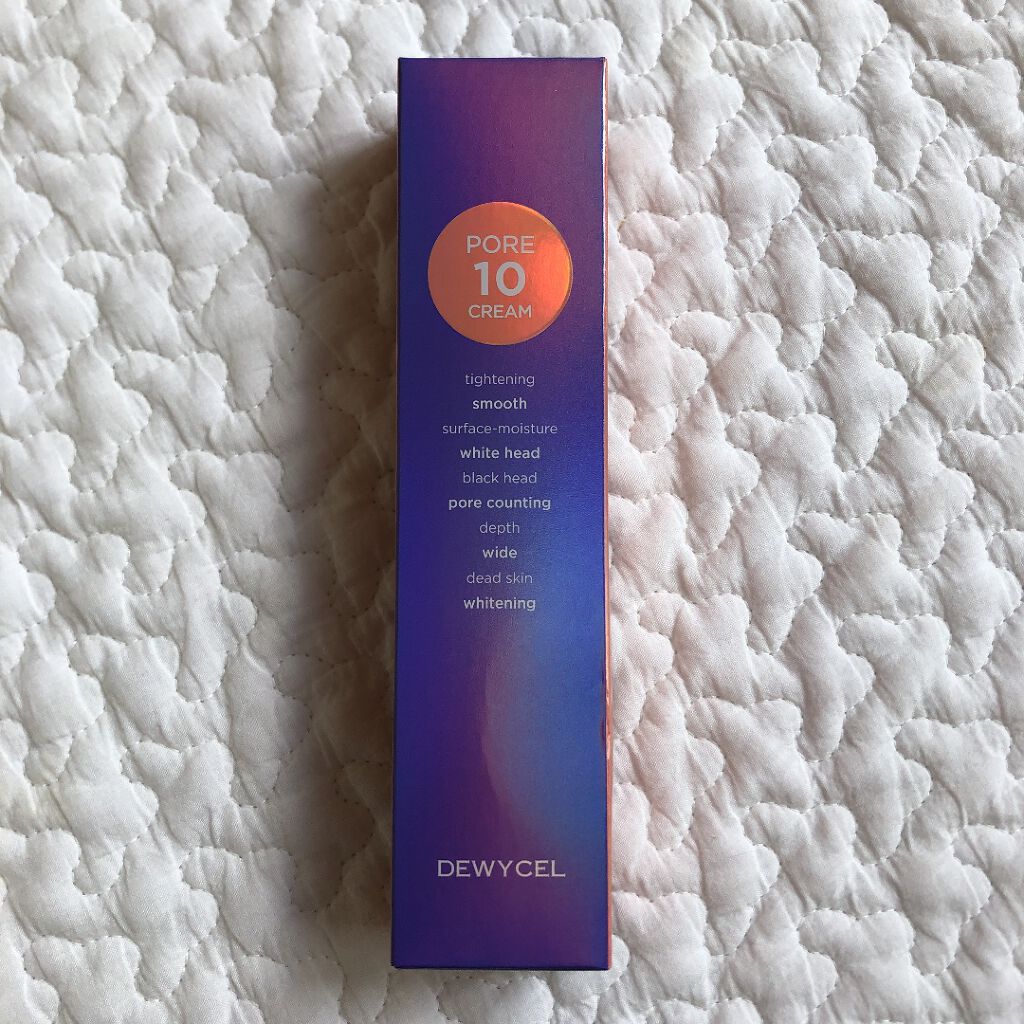 PORE
10
CREAM
tightening
smooth
surface-moisture
white head
black head
pore counting
depth
wide
dead skin
whitening
DEWYCEL